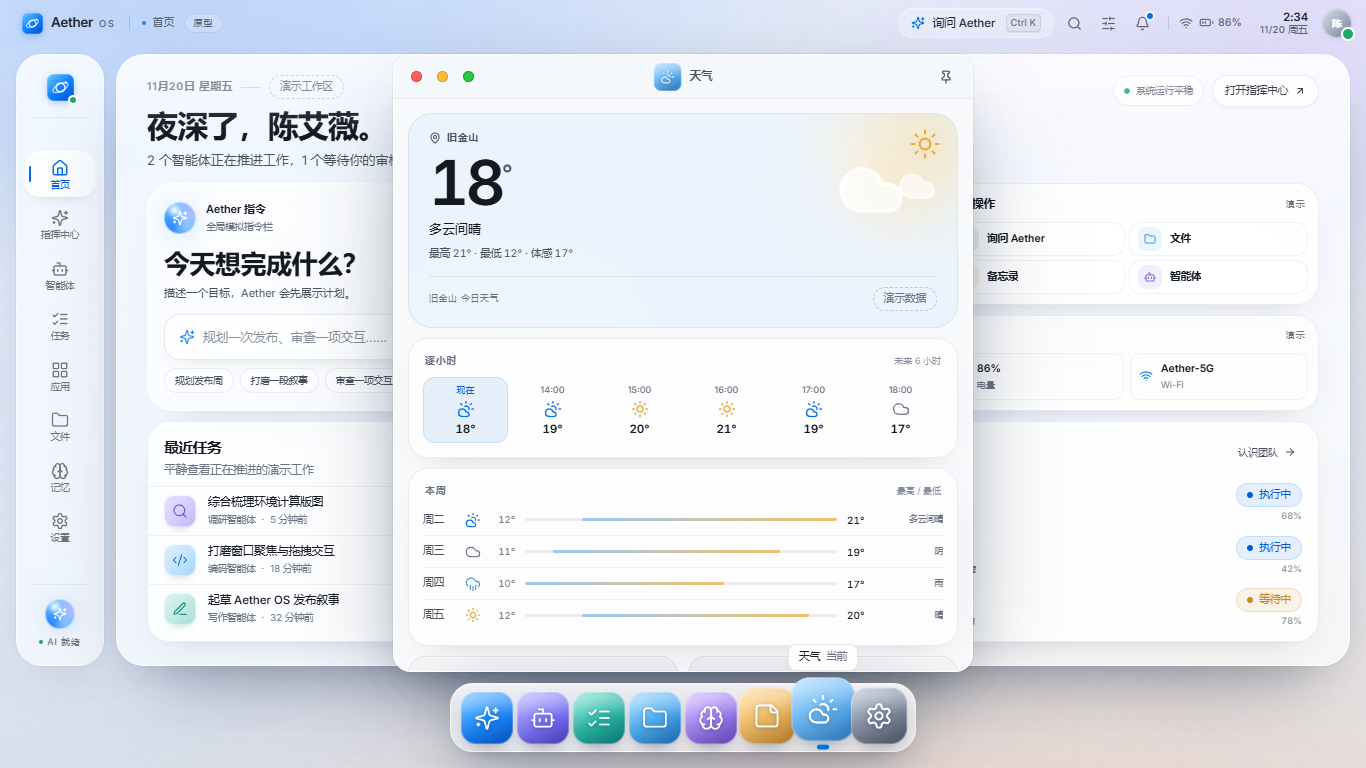 Aether OS
首页
原型
询问 Aether
Ctrl K
86%
2:34
11/20 周五
陈
首页
指挥中心
智能体
任务
应用
文件
记忆
设置
AI 就绪
11月20日 星期五
演示工作区
系统运行平稳
打开指挥中心
夜深了，陈艾薇。
2 个智能体正在推进工作，1 个等待你的审
Aether 指令
全局模拟指令栏
今天想完成什么？
描述一个目标，Aether 会先展示计划。
规划一次发布、审查一项交互……
规划发布周
打磨一段叙事
审查一项交互
最近任务
平静查看正在推进的演示工作
综合梳理环境计算版图
调研智能体 · 5 分钟前
打磨窗口聚焦与拖拽交互
编码智能体 · 18 分钟前
起草 Aether OS 发布叙事
写作智能体 · 32 分钟前
天气
旧金山
18°
多云间晴
最高 21° · 最低 12° · 体感 17°
旧金山 今日天气
演示数据
逐小时
未来 6 小时
现在
18°
14:00
19°
15:00
20°
16:00
21°
17:00
19°
18:00
17°
本周
最高 / 最低
周二
12°
21°
多云间晴
周三
11°
19°
阴
周四
10°
17°
雨
周五
12°
20°
晴
操作
演示
询问 Aether
文件
备忘录
智能体
演示
86%
电量
Aether-5G
Wi-Fi
认识团队
执行中
68%
执行中
42%
等待中
78%
天气 当前